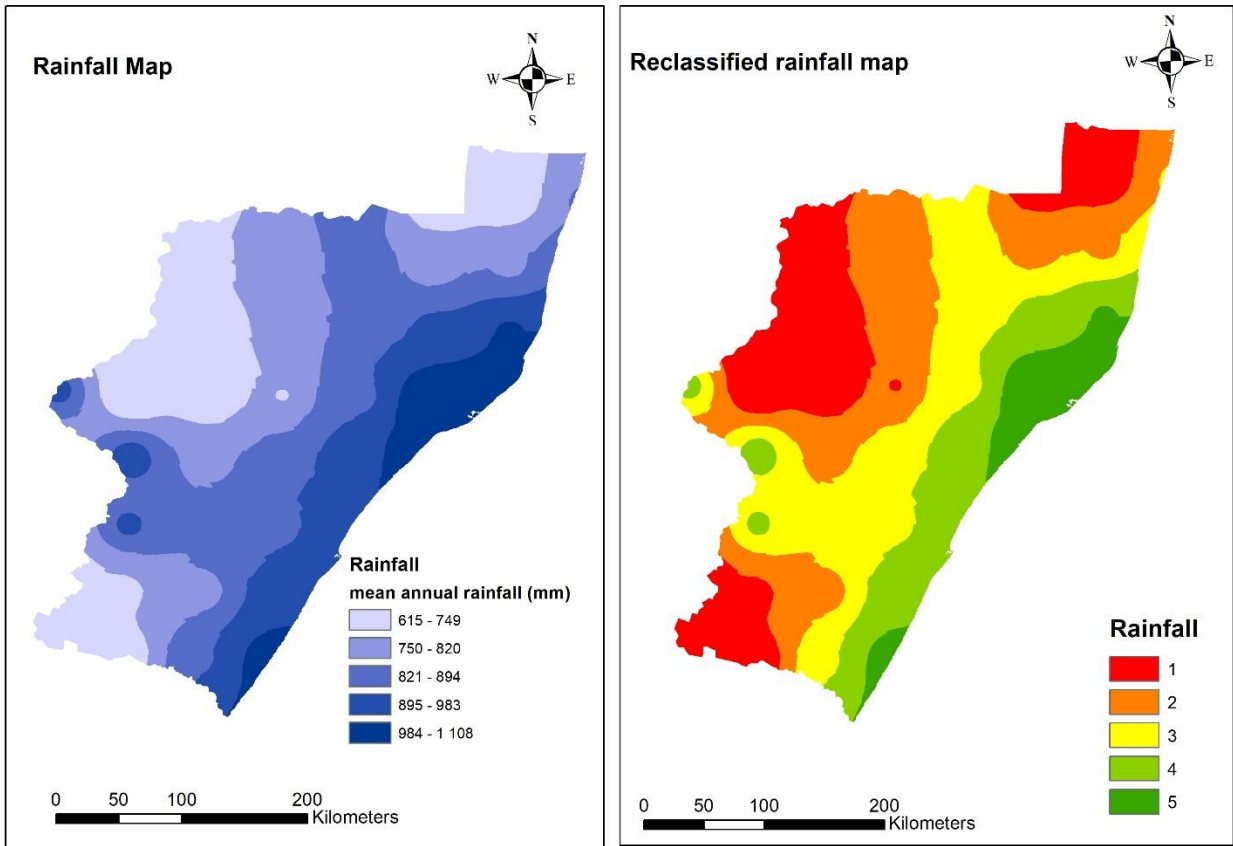 Rainfall Map
N
W E
S
Rainfall
mean annual rainfall (mm)
615 - 749
750 - 820
821 - 894
895 - 983
984 - 1 108
0 50 100 200
Kilometers
Reclassified rainfall map
N
W E
S
Rainfall
1
2
3
4
5
0 50 100 200
Kilometers